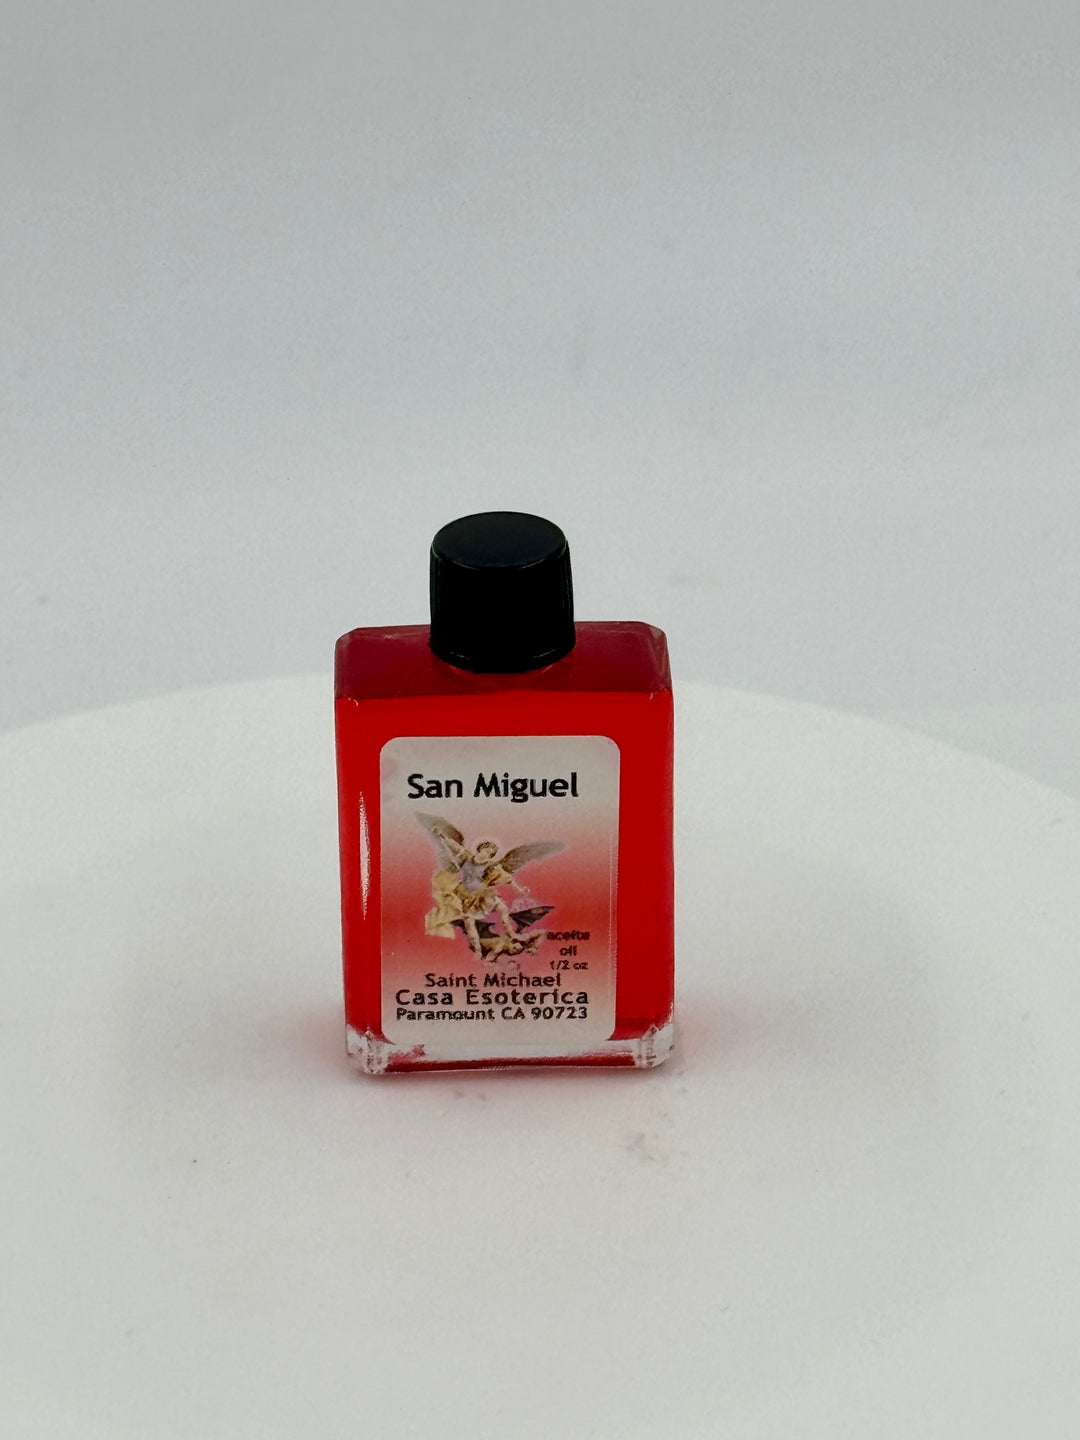 San Miguel
aceite
oil
1/2 oz
Saint Michael
Casa Esoterica
Paramount CA 90723